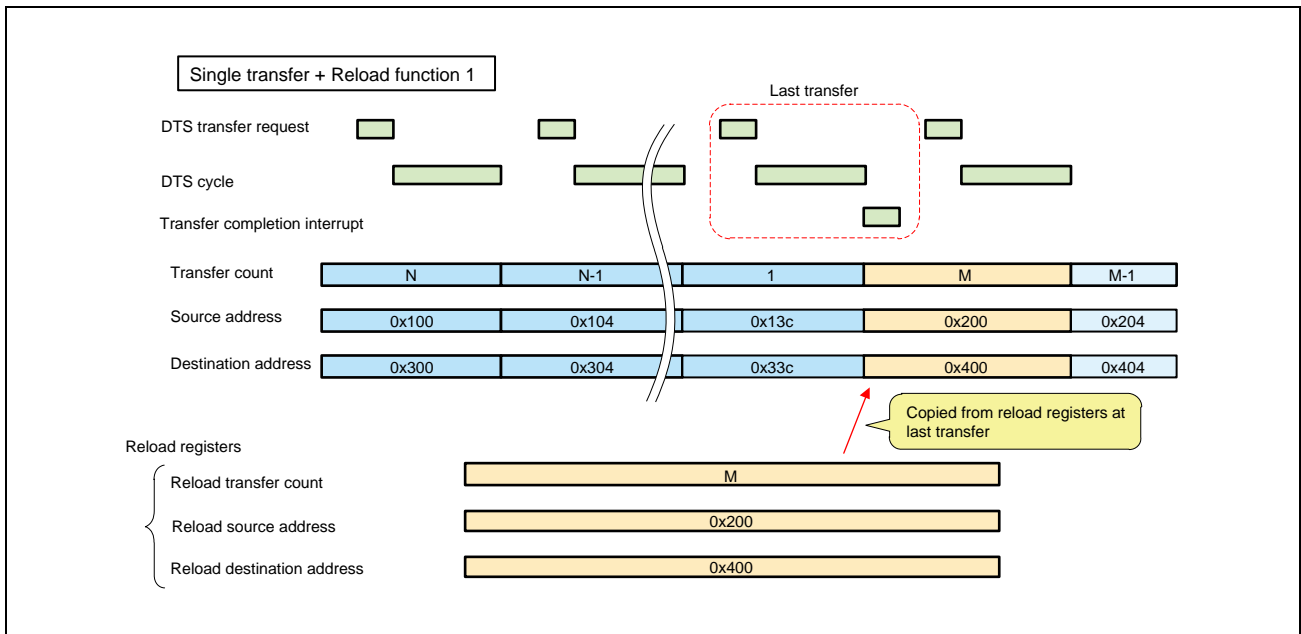 Single transfer + Reload function 1
Last transfer
DTS transfer request
DTS cycle
Transfer completion interrupt
Transfer count
N
N-1
1
M
M-1
Source address
0x100
0x104
0x13c
0x200
0x204
Destination address
0x300
0x304
0x33c
0x400
0x404
Copied from reload registers at
last transfer
Reload registers
Reload transfer count
M
Reload source address
0x200
Reload destination address
0x400